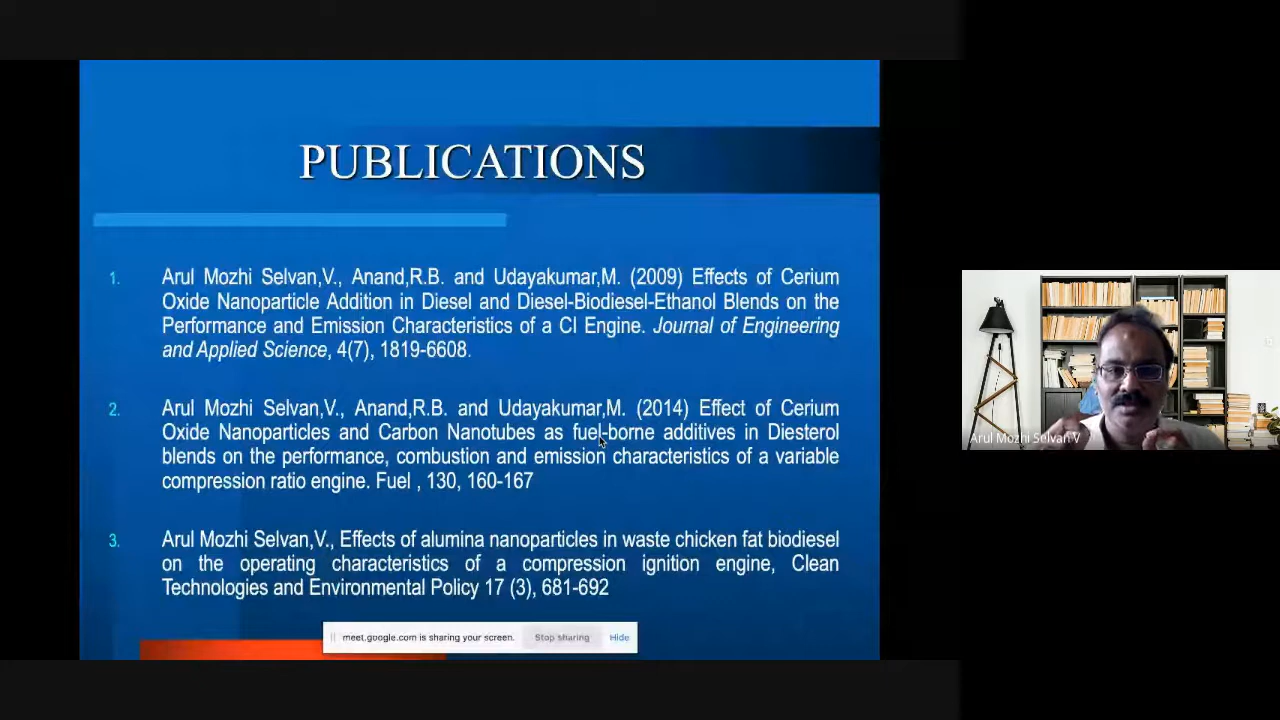 PUBLICATIONS
1. Arul Mozhi Selvan,V., Anand,R.B. and Udayakumar,M. (2009) Effects of Cerium
Oxide Nanoparticle Addition in Diesel and Diesel-Biodiesel-Ethanol Blends on the
Performance and Emission Characteristics of a CI Engine. Journal of Engineering
and Applied Science, 4(7), 1819-6608.
2. Arul Mozhi Selvan,V., Anand,R.B. and Udayakumar,M. (2014) Effect of Cerium
Oxide Nanoparticles and Carbon Nanotubes as fuel-borne additives in Diesterol
blends on the performance, combustion and emission characteristics of a variable
compression ratio engine. Fuel , 130, 160-167
3. Arul Mozhi Selvan,V., Effects of alumina nanoparticles in waste chicken fat biodiesel
on the operating characteristics of a compression ignition engine, Clean
Technologies and Environmental Policy 17 (3), 681-692
meet.google.com is sharing your screen. Stop sharing Hide
Arul Mozhi Selvan V